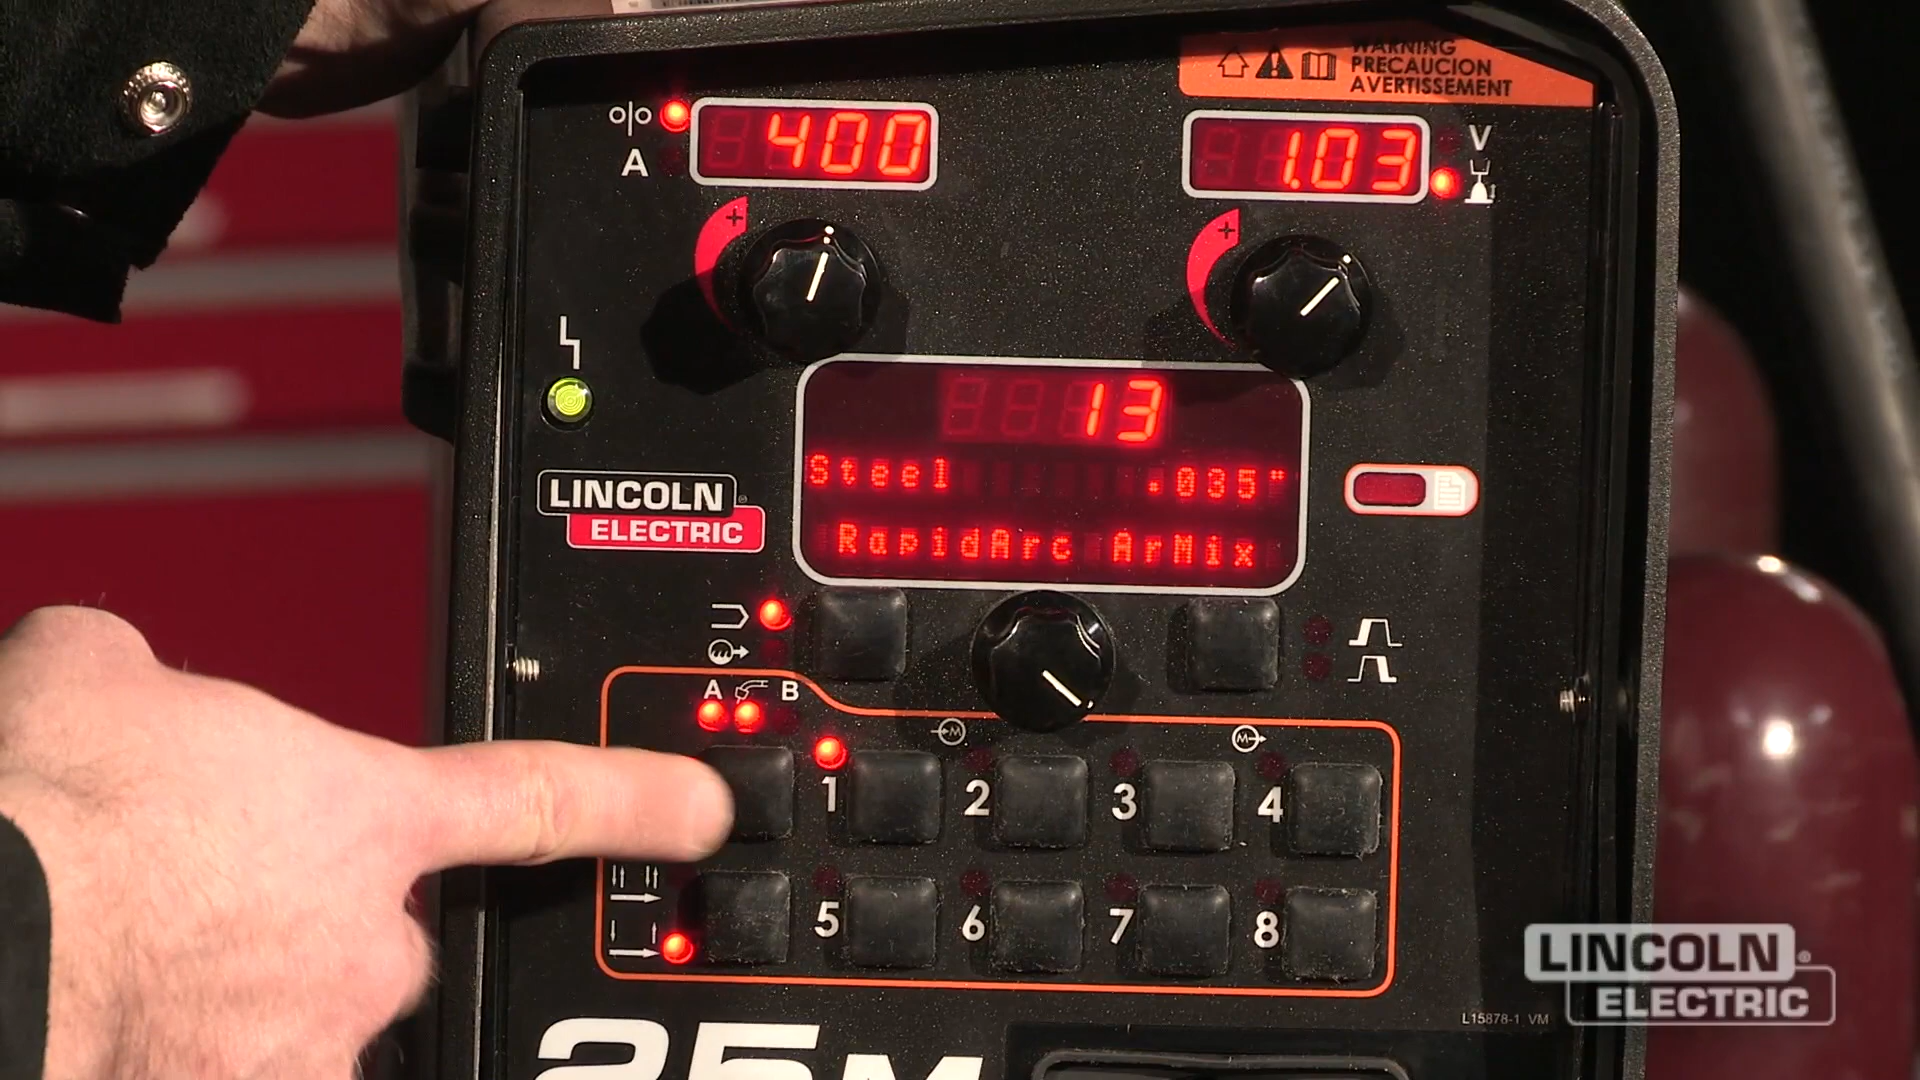 WARNING
PRECAUCION
AVERTISSEMENT
400
A
1.03
V
+
+
13
Steel .035"
RapidArc ArMix
LINCOLN®
ELECTRIC
A B
M
M
1 2 3 4
5 6 7 8
L15878-1 VM
25M
LINCOLN®
ELECTRIC